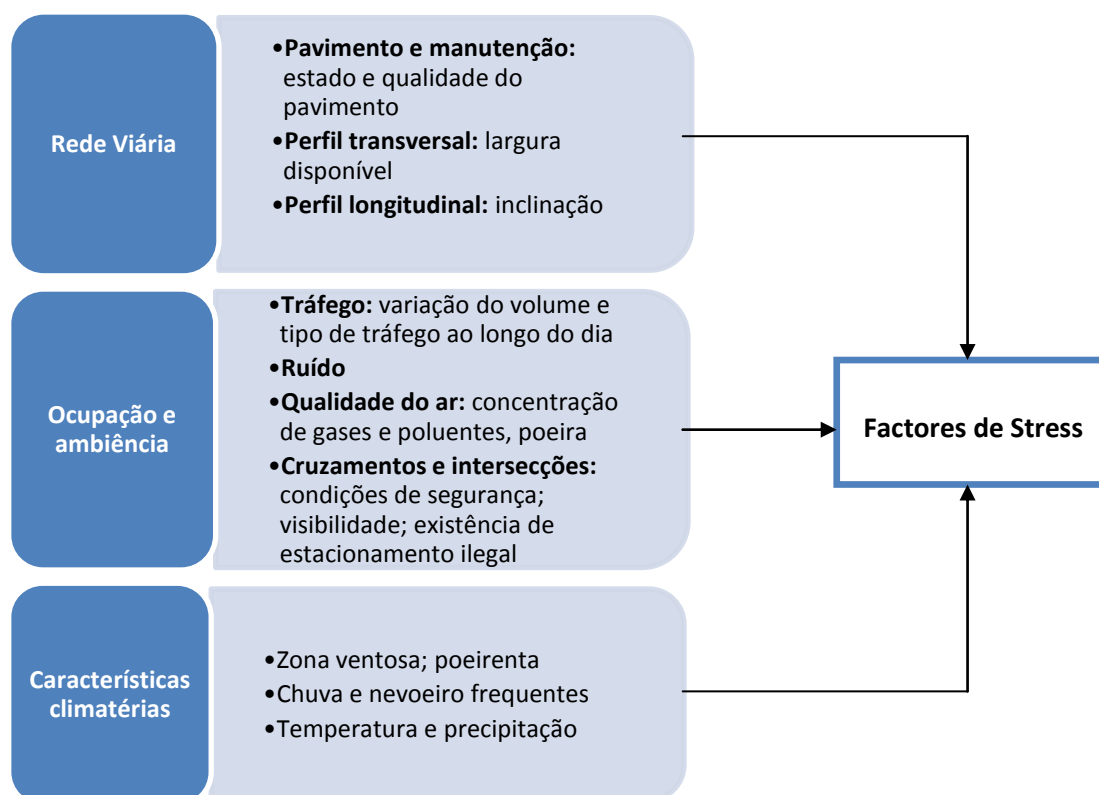 Rede Viária
•Pavimento e manutenção:
estado e qualidade do
pavimento
•Perfil transversal: largura
disponível
•Perfil longitudinal: inclinação
Ocupação e
ambiência
•Tráfego: variação do volume e
tipo de tráfego ao longo do dia
•Ruído
•Qualidade do ar: concentração
de gases e poluentes, poeira
•Cruzamentos e intersecções:
condições de segurança;
visibilidade; existência de
estacionamento ilegal
Características
climatérias
•Zona ventosa; poeirenta
•Chuva e nevoeiro frequentes
•Temperatura e precipitação
Factores de Stress